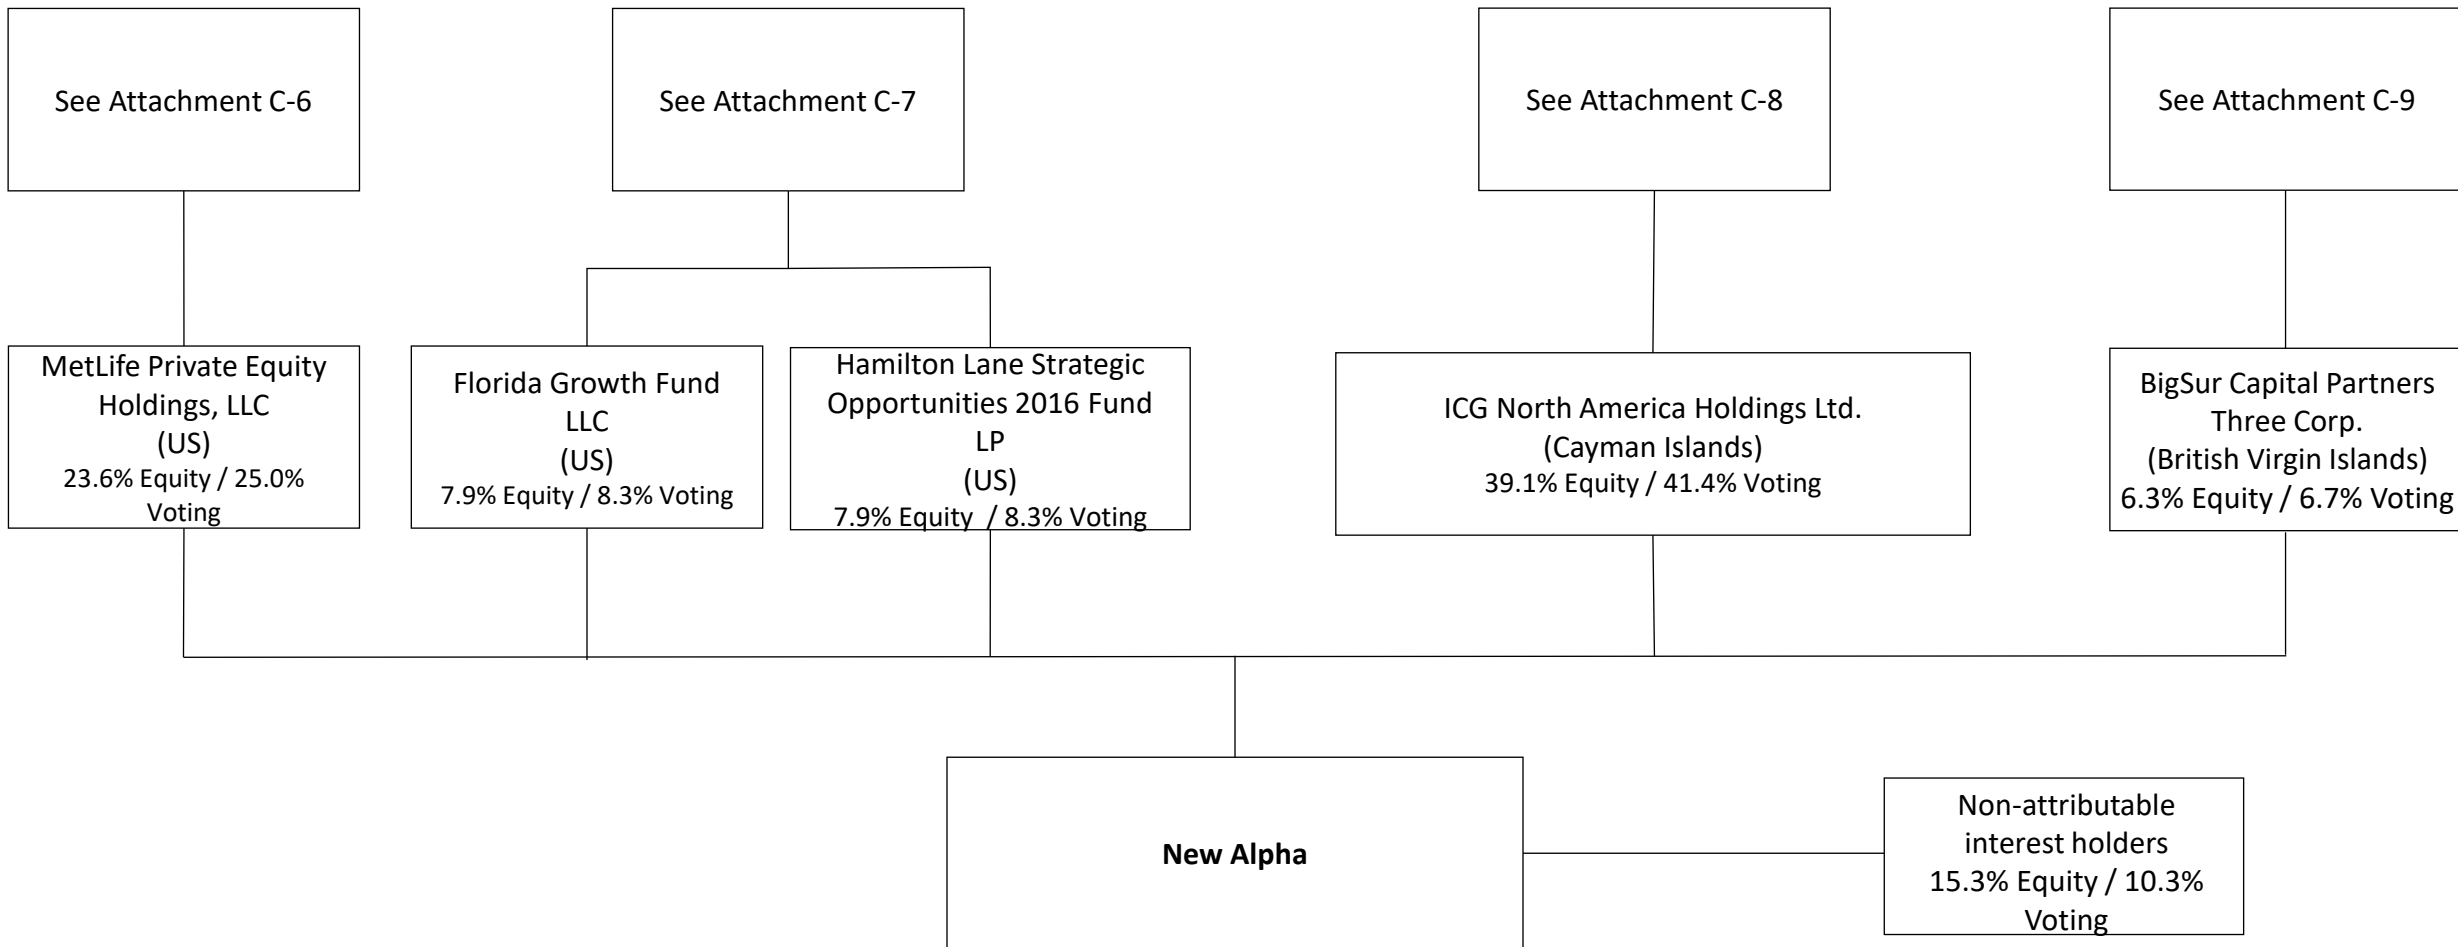 See Attachment C-6
See Attachment C-7
See Attachment C-8
See Attachment C-9
MetLife Private Equity
Holdings, LLC
(US)
23.6% Equity / 25.0%
Voting
Florida Growth Fund
LLC
(US)
7.9% Equity / 8.3% Voting
Hamilton Lane Strategic
Opportunities 2016 Fund
LP
(US)
7.9% Equity / 8.3% Voting
ICG North America Holdings Ltd.
(Cayman Islands)
39.1% Equity / 41.4% Voting
BigSur Capital Partners
Three Corp.
(British Virgin Islands)
6.3% Equity / 6.7% Voting
New Alpha
Non-attributable
interest holders
15.3% Equity / 10.3%
Voting